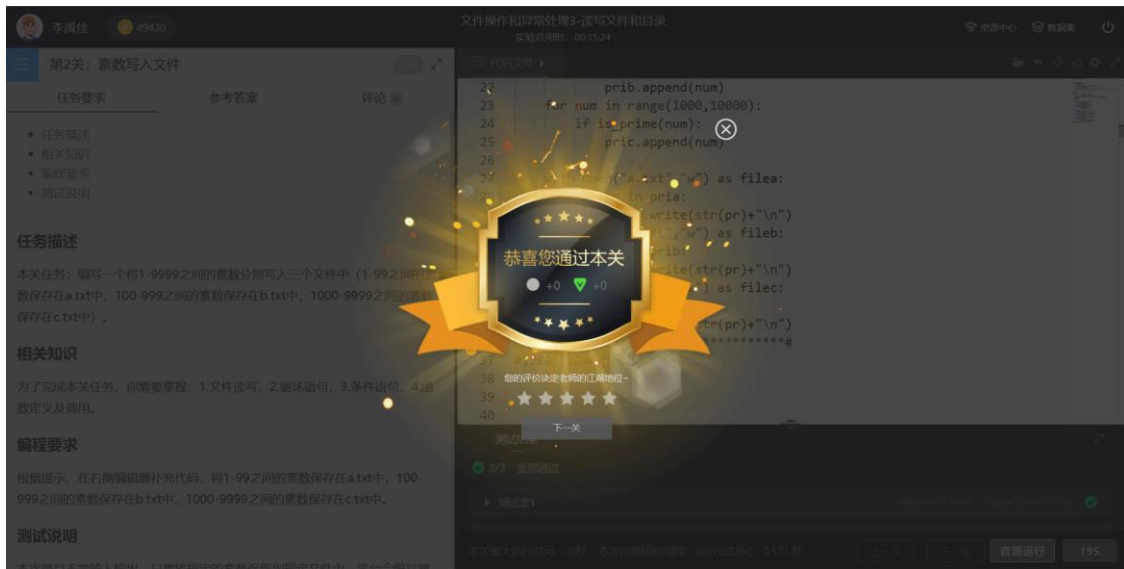 李禹佳
49430
文件操作和异常处理3-读写文件和目录
实验总用时：00:15:24
资源中心
数据集
第2关：素数写入文件
代码文件
任务要求
参考答案
评论
任务描述
相关知识
编程要求
测试说明
任务描述
本关任务：编写一个将1-9999之间的素数分别写入三个文件中（1-99之间的
数保存在a.txt中，100-999之间的素数保存在b.txt中，1000-9999之间的素数
保存在c.txt中）。
相关知识
为了完成本关任务，你需要掌握：1.文件读写，2.循环语句，3.条件语句，4.函
数定义及调用。
编程要求
根据提示，在右侧编辑器补充代码，将1-99之间的素数保存在a.txt中，100-
999之间的素数保存在b.txt中，1000-9999之间的素数保存在c.txt中。
测试说明
22 prib.append(num)
23 for num in range(1000,10000):
24 if is_prime(num):
25 pric.append(num)
26
27 "a.txt","w") as filea:
in pria:
write(str(pr)+"\n")
"w") as fileb:
write(str(pr)+"\n")
) as filec:
str(pr)+"\n")
37
38
39
40
恭喜您通过本关
+0 +0
您的评价决定老师的江湖地位~
下一关
3/3 全部通过
测试集1
上一关
下一关
自测运行